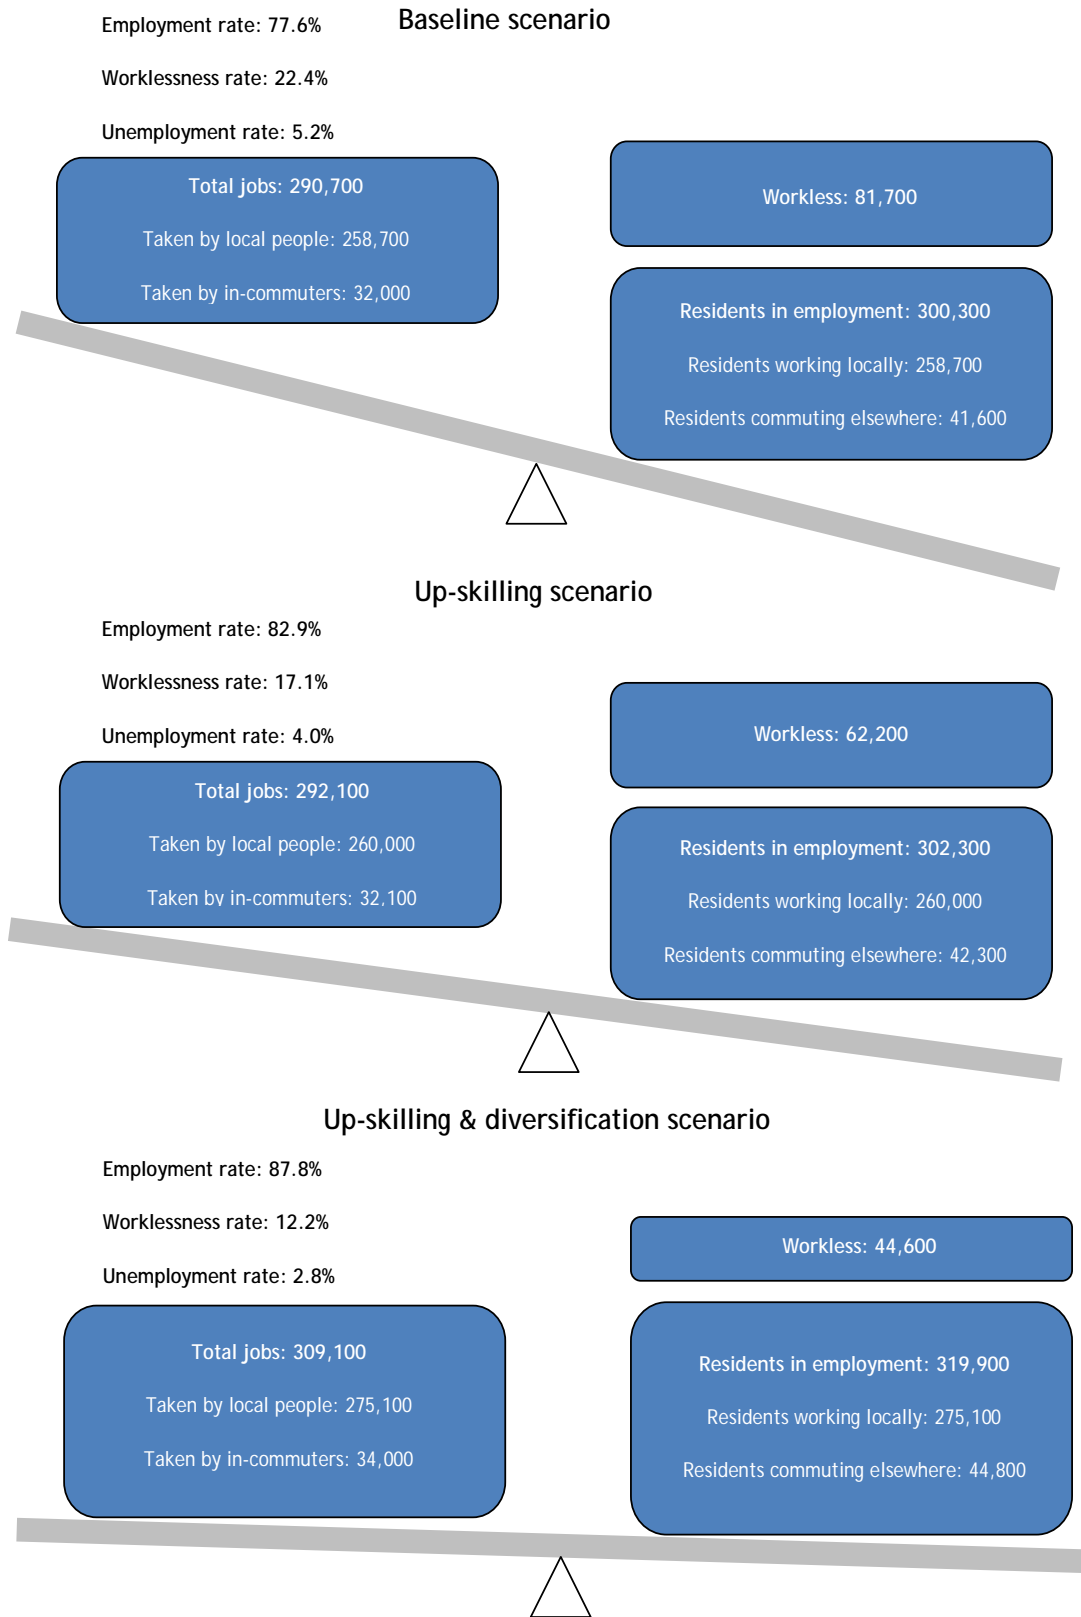 Baseline scenario
Employment rate: 77.6%
Worklessness rate: 22.4%
Unemployment rate: 5.2%
Total jobs: 290,700
Taken by local people: 258,700
Taken by in-commuters: 32,000
Workless: 81,700
Residents in employment: 300,300
Residents working locally: 258,700
Residents commuting elsewhere: 41,600
Up-skilling scenario
Employment rate: 82.9%
Worklessness rate: 17.1%
Unemployment rate: 4.0%
Total jobs: 292,100
Taken by local people: 260,000
Taken by in-commuters: 32,100
Workless: 62,200
Residents in employment: 302,300
Residents working locally: 260,000
Residents commuting elsewhere: 42,300
Up-skilling & diversification scenario
Employment rate: 87.8%
Worklessness rate: 12.2%
Unemployment rate: 2.8%
Total jobs: 309,100
Taken by local people: 275,100
Taken by in-commuters: 34,000
Workless: 44,600
Residents in employment: 319,900
Residents working locally: 275,100
Residents commuting elsewhere: 44,800